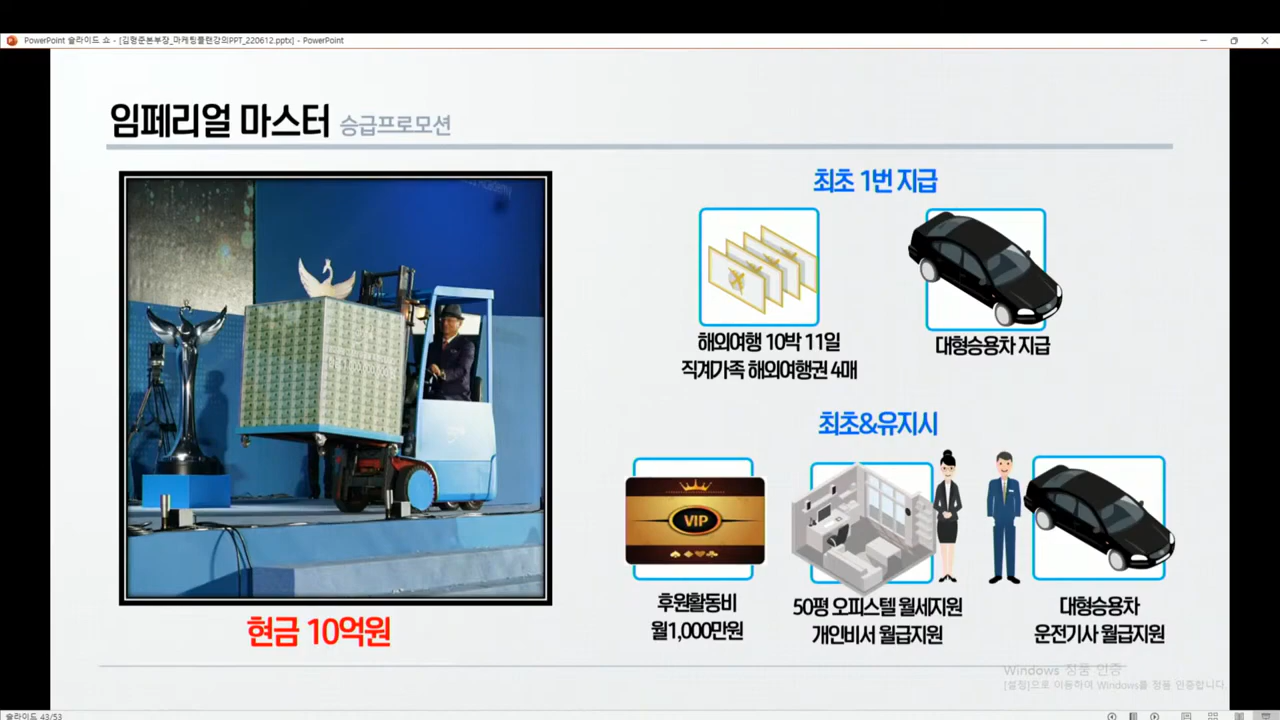 PowerPoint 슬라이드 쇼 - [김형준본부장_마케팅플랜강의PPT_220612.pptx] - PowerPoint
임페리얼 마스터 승급프로모션
최초 1번 지급
해외여행 10박 11일
직계가족 해외여행권 4매
대형승용차 지급
최초&유지시
VIP
후원활동비
월1,000만원
50평 오피스텔 월세지원
개인비서 월급지원
대형승용차
운전기사 월급지원
현금 10억원
Windows 정품 인증
[설정]으로 이동하여 Windows를 정품 인증합니다.
슬라이드 43/53